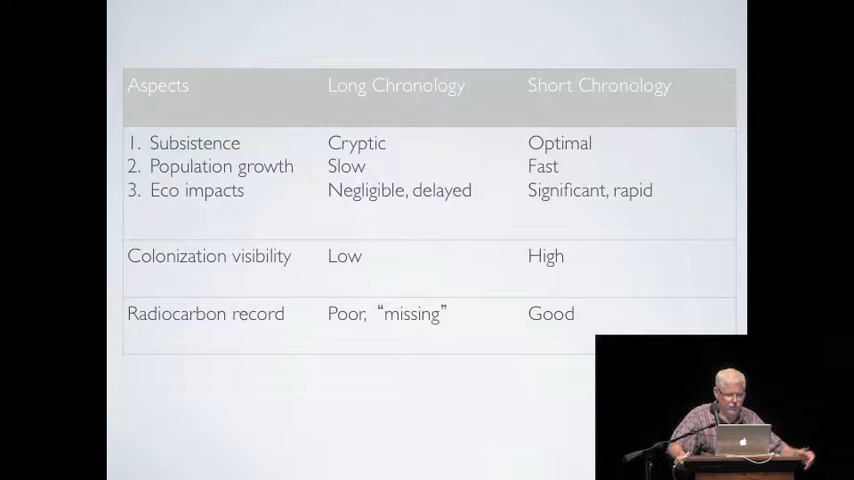 Aspects Long Chronology Short Chronology
1. Subsistence Cryptic Optimal
2. Population growth Slow Fast
3. Eco impacts Negligible, delayed Significant, rapid
Colonization visibility Low High
Radiocarbon record Poor, “missing” Good